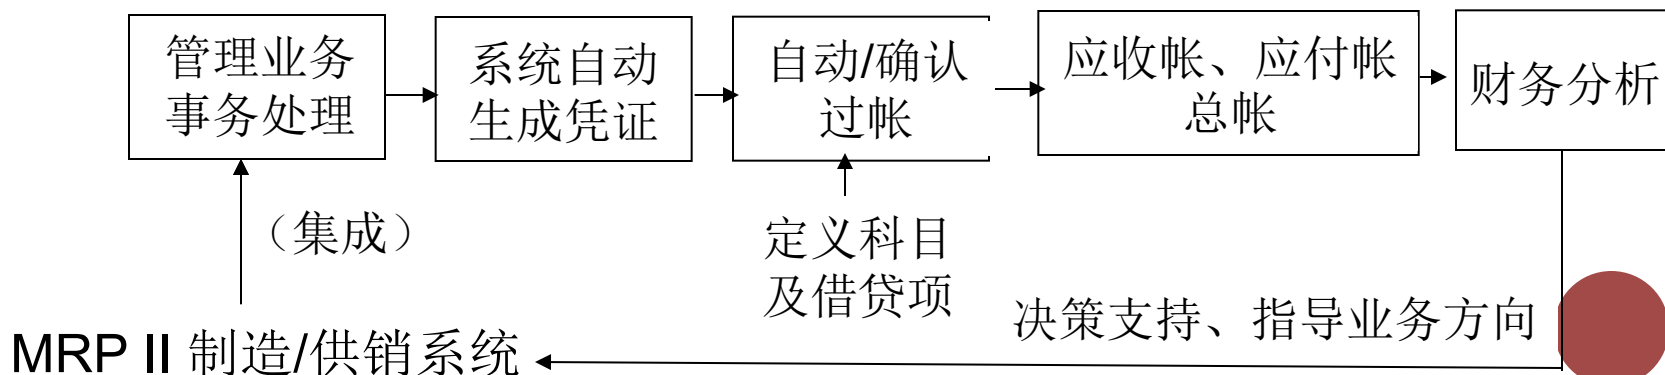 管理业务
事务处理
系统自动
生成凭证
自动/确认
过帐
应收帐、应付帐
总帐
财务分析
（集成）
定义科目
及借贷项
决策支持、指导业务方向
MRP II 制造/供销系统